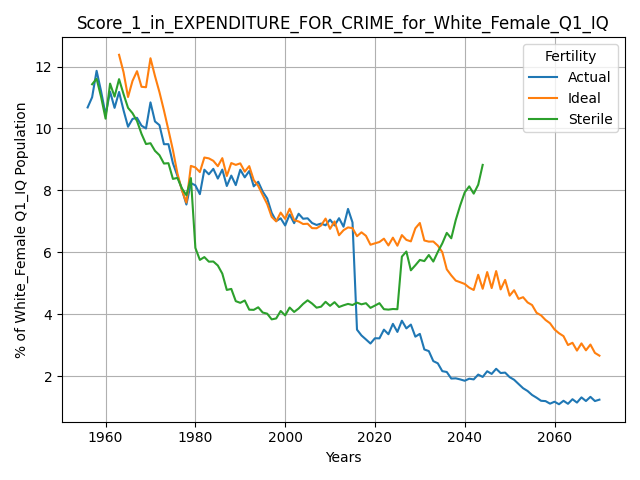 Score_1_in_EXPENDITURE_FOR_CRIME_for_White_Female_Q1_IQ
Fertility
Actual
Ideal
Sterile
% of White_Female Q1_IQ Population
12
10
8
6
4
2
1960
1980
2000
2020
2040
2060
Years